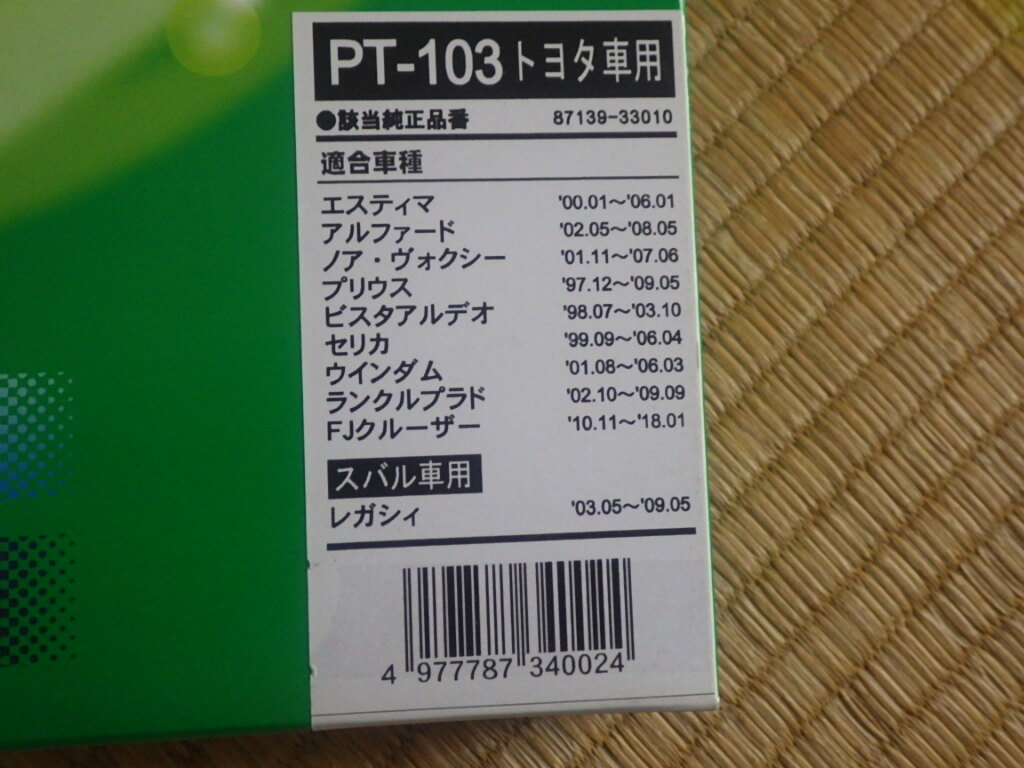 PT-103トヨタ車用
●該当純正品番 87139-33010
適合車種
エスティマ '00.01〜'06.01
アルファード '02.05〜'08.05
ノア・ヴォクシー '01.11〜'07.06
プリウス '97.12〜'09.05
ビスタアルデオ '98.07〜'03.10
セリカ '99.09〜'06.04
ウインダム '01.08〜'06.03
ランクルプラド '02.10〜'09.09
FJクルーザー '10.11〜'18.01
スバル車用
レガシィ '03.05〜'09.05
4 977787 340024